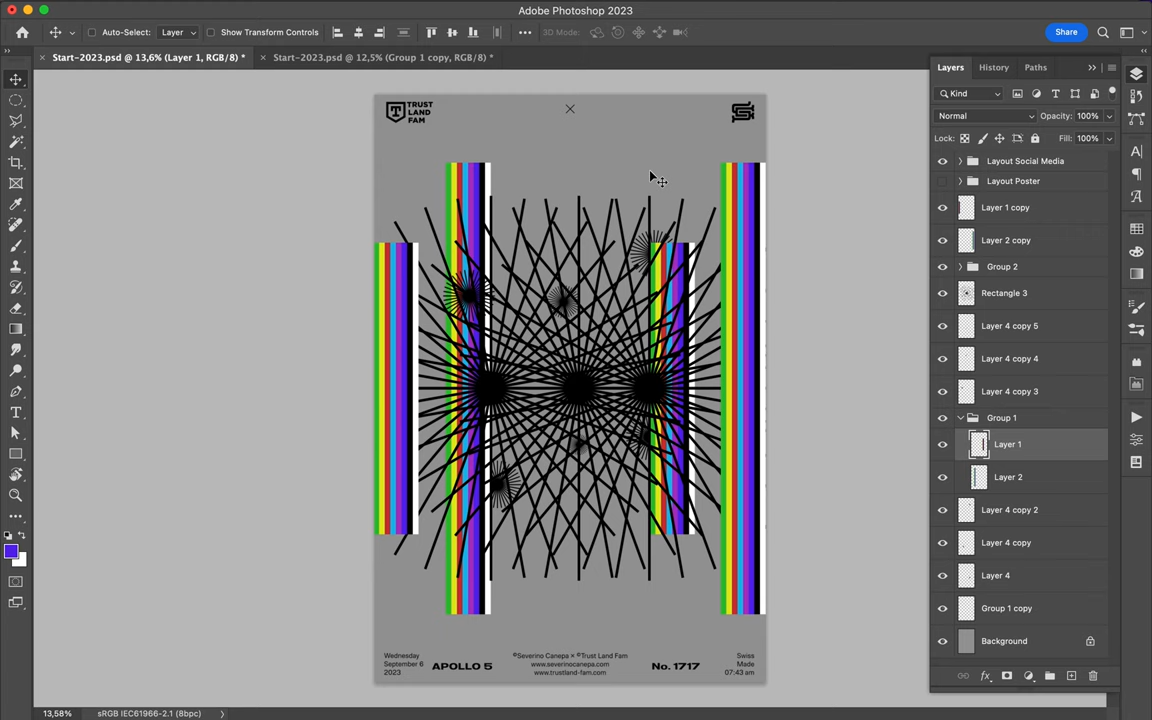 Adobe Photoshop 2023
Auto-Select:
Layer
Show Transform Controls
3D Mode:
Share
Start-2023.psd @ 13,6% (Layer 1, RGB/8) *
Start-2023.psd @ 12,5% (Group 1 copy, RGB/8) *
Layers
History
Paths
Kind
Normal
Opacity:
100%
Lock:
Fill:
100%
Layout Social Media
Layout Poster
Layer 1 copy
Layer 2 copy
Group 2
Rectangle 3
Layer 4 copy 5
Layer 4 copy 4
Layer 4 copy 3
Group 1
Layer 1
Layer 2
Layer 4 copy 2
Layer 4 copy
Layer 4
Group 1 copy
Background
TRUST
LAND
FAM
Wednesday
September 6
2023
APOLLO 5
©Severino Canepa × ©Trust Land Fam
www.severinocanepa.com
www.trustland-fam.com
No. 1717
Swiss
Made
07:43 am
13,58%
sRGB IEC61966-2.1 (8bpc)